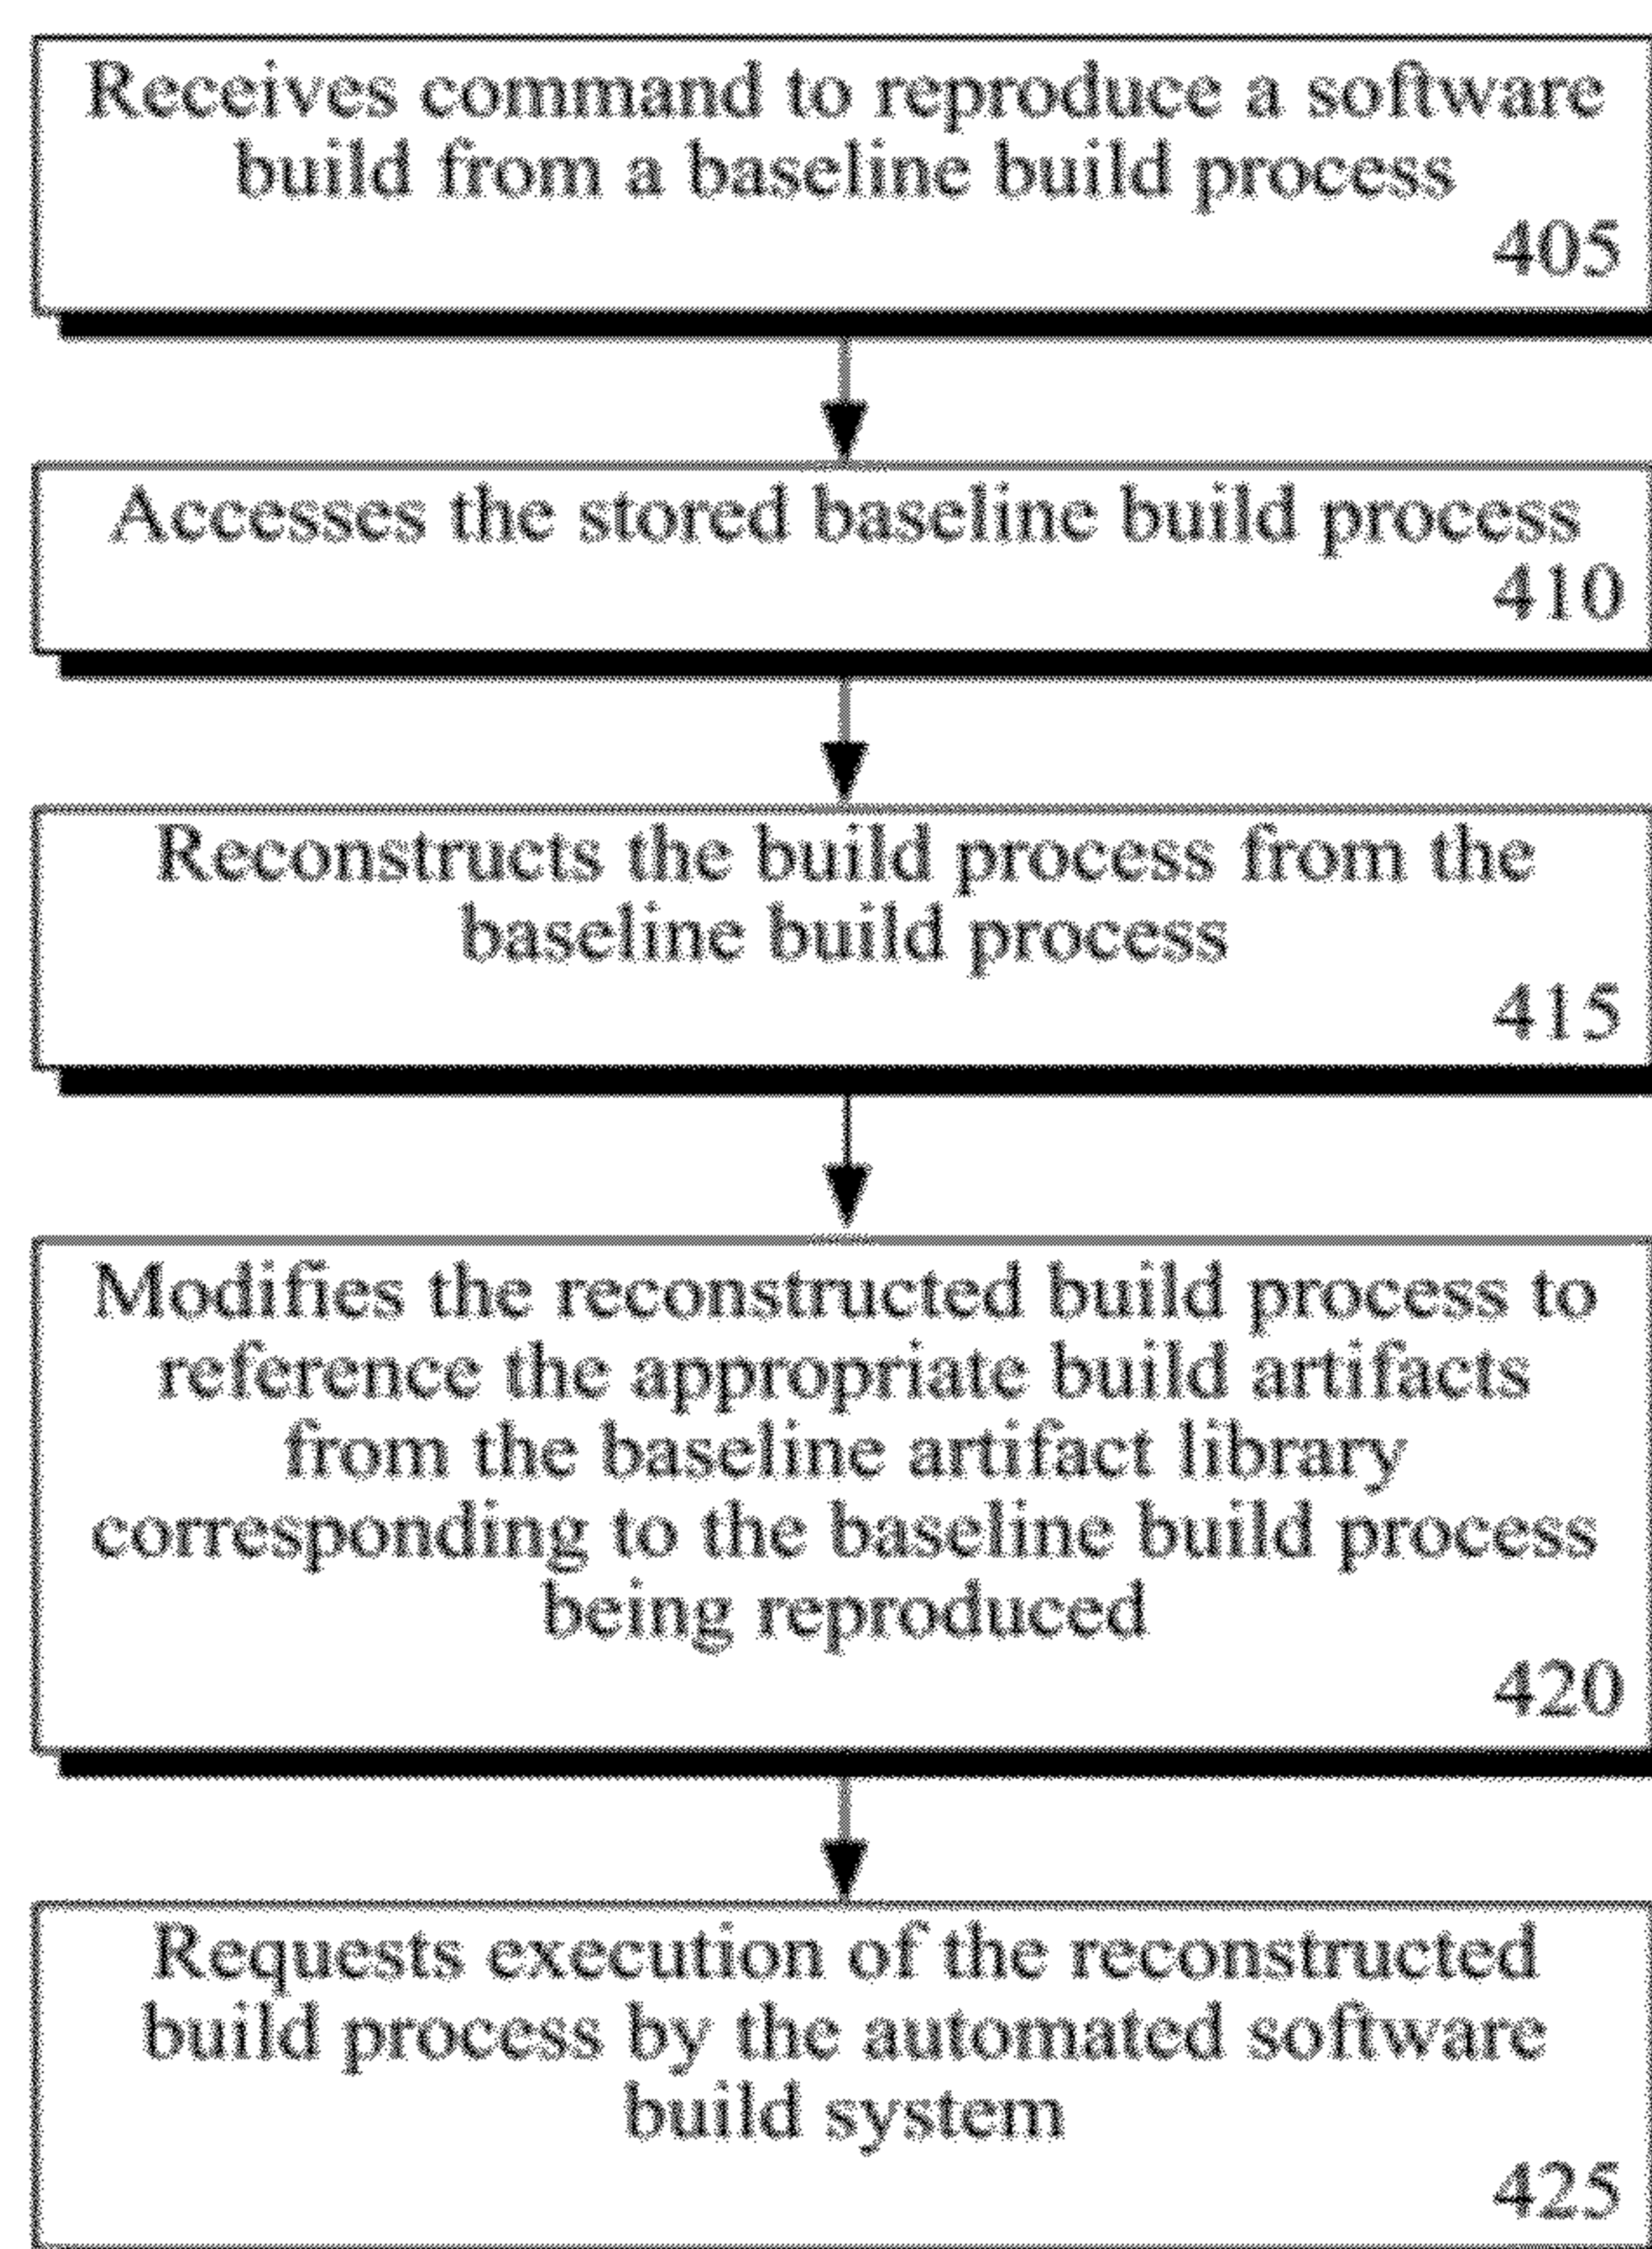 Receives command to reproduce a software
build from a baseline build process
405
Accesses the stored baseline build process
410
Reconstructs the build process from the
baseline build process
415
Modifies the reconstructed build process to
reference the appropriate build artifacts
from the baseline artifact library
corresponding to the baseline build process
being reproduced
420
Requests execution of the reconstructed
build process by the automated software
build system
425